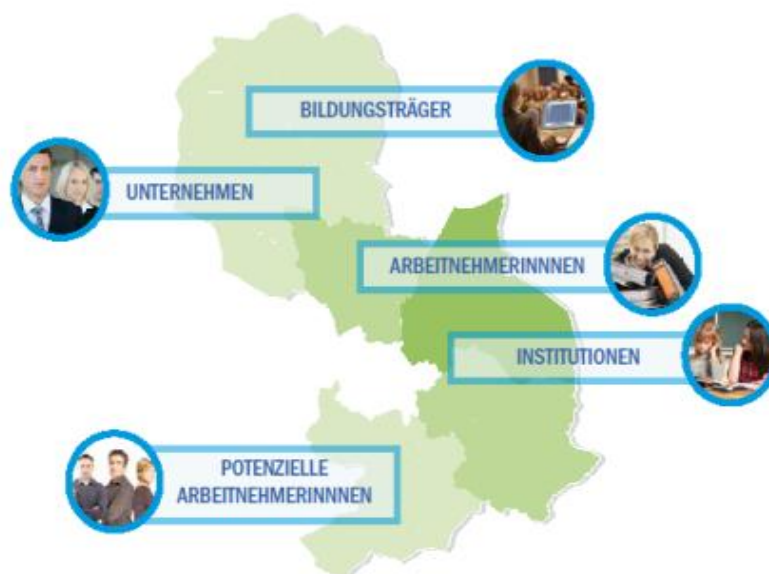 BILDUNGSTRÄGER
UNTERNEHMEN
ARBEITNEHMERINNNEN
INSTITUTIONEN
POTENZIELLE
ARBEITNEHMERINNNEN